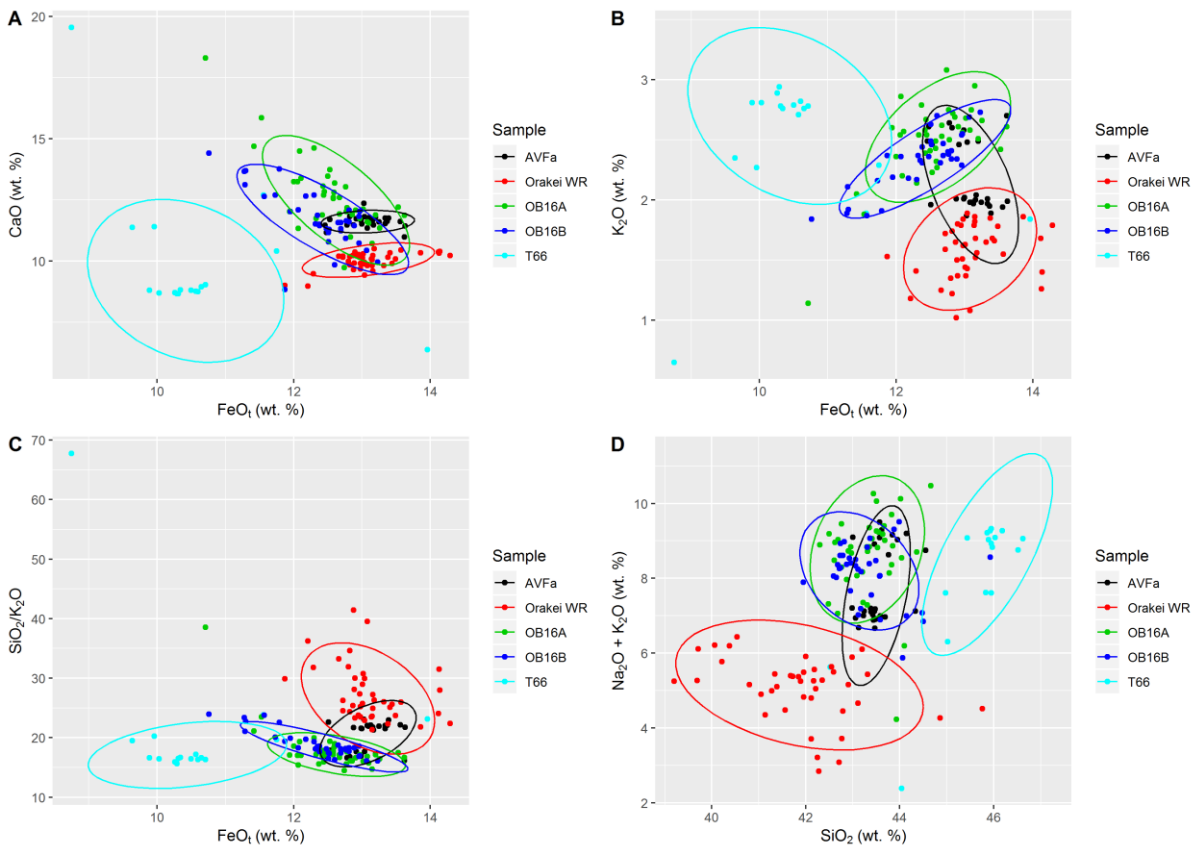 A
CaO (wt. %)
20
15
10
10
12
14
FeOₜ (wt. %)
Sample
AVFa
Orakei WR
OB16A
OB16B
T66
B
K₂O (wt. %)
3
2
1
10
12
14
FeOₜ (wt. %)
Sample
AVFa
Orakei WR
OB16A
OB16B
T66
C
SiO₂/K₂O
70
60
50
40
30
20
10
10
12
14
FeOₜ (wt. %)
Sample
AVFa
Orakei WR
OB16A
OB16B
T66
D
Na₂O + K₂O (wt. %)
10
8
6
4
2
40
42
44
46
SiO₂ (wt. %)
Sample
AVFa
Orakei WR
OB16A
OB16B
T66